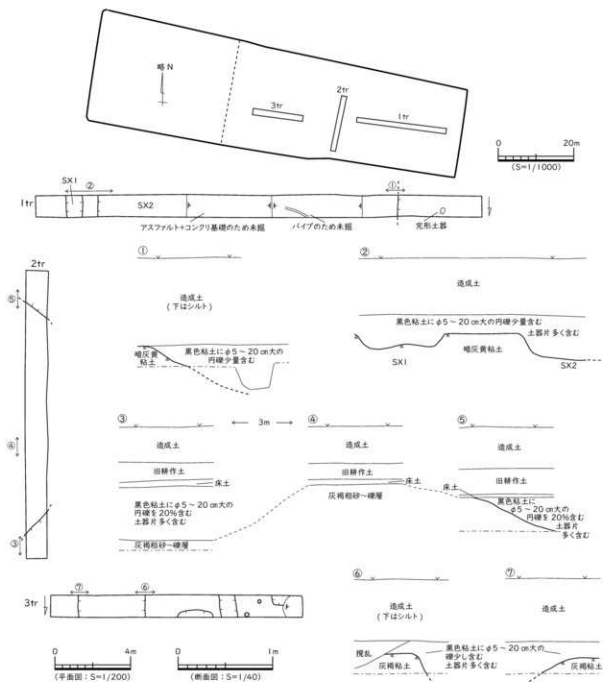 略N
3tr
2tr
1tr
0
20m
(S=1/1000)
SX1
②
①
1tr
SX2
アスファルト+コンクリ基礎のため未掘
パイプのため未掘
完形土器
2tr
⑤
④
③
①
造成土
(下はシルト)
暗灰黄
粘土
黒色粘土にφ5～20㎝大の
円礫少量含む
②
造成土
黒色粘土にφ5～20㎝大の円礫少量含む
土器片多く含む
SX1
暗灰黄粘土
SX2
③
3m
造成土
旧耕作土
床土
黒色粘土にφ5～20㎝大の
円礫を20%含む
土器片多く含む
灰褐粗砂～礫層
④
造成土
旧耕作土
床土
灰褐粗砂～礫層
⑤
造成土
旧耕作土
床土
黒色粘土に
φ5～20㎝大の
円礫を20%含む
土器片
多く含む
3tr
⑦
⑥
0
4m
(平面図：S=1/200)
0
1m
(断面図：S=1/40)
⑥
造成土
(下はシルト)
撹乱
黒色粘土にφ5～20㎝大の
礫少し含む
土器片多く含む
灰褐粘土
⑦
造成土
灰褐粘土